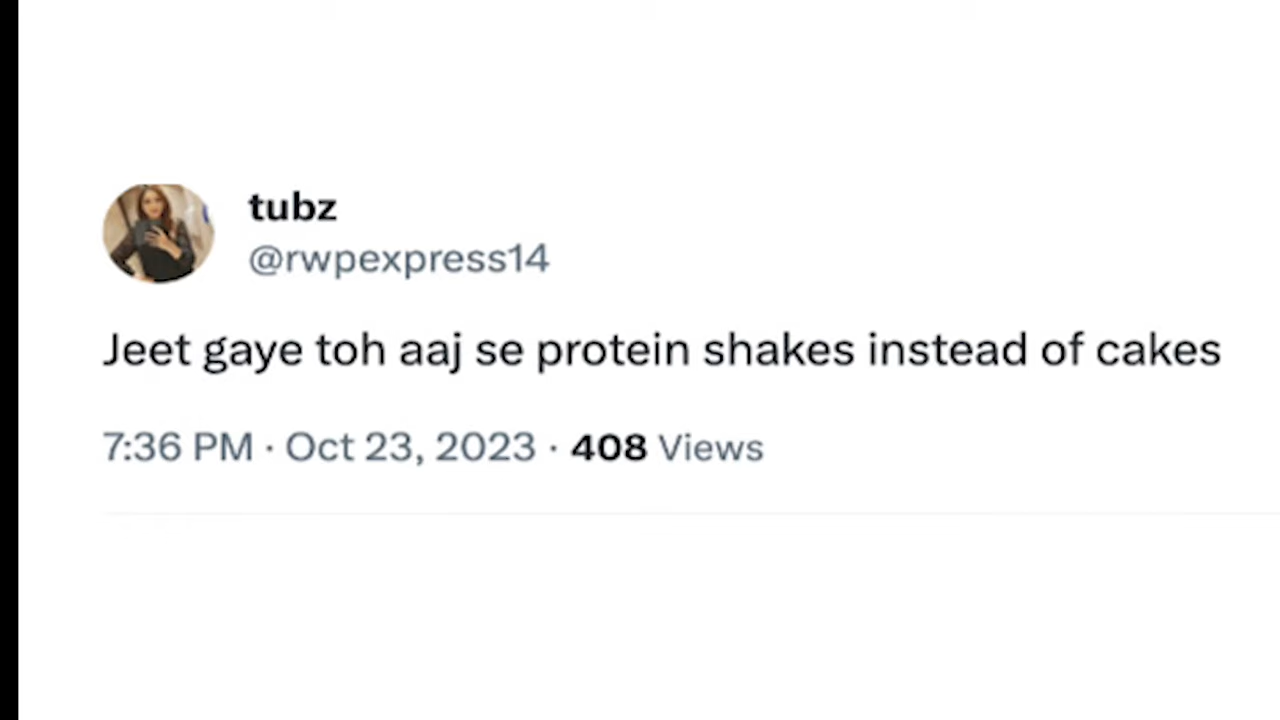 tubz
@rwpexpress14
Jeet gaye toh aaj se protein shakes instead of cakes
7:36 PM · Oct 23, 2023 · 408 Views